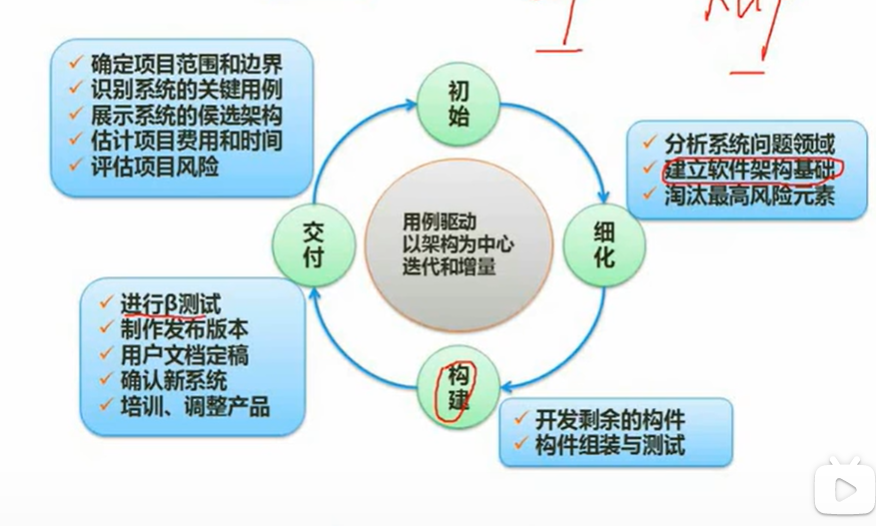 确定项目范围和边界
识别系统的关键用例
展示系统的侯选架构
估计项目费用和时间
评估项目风险
初始
分析系统问题领域
建立软件架构基础
淘汰最高风险元素
交付
用例驱动
以架构为中心
迭代和增量
细化
进行β测试
制作发布版本
用户文档定稿
确认新系统
培训、调整产品
构建
开发剩余的构件
构件组装与测试